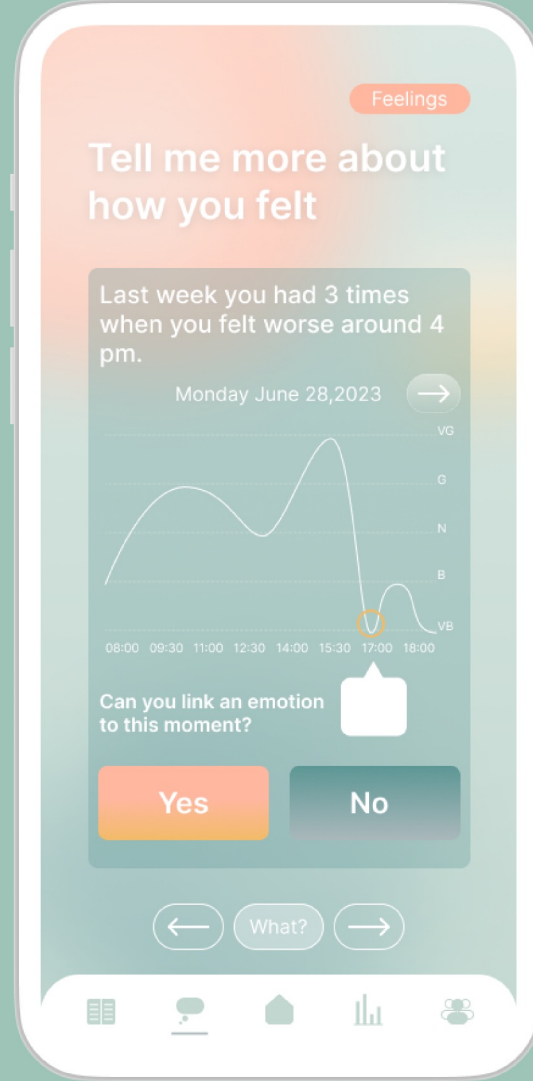 Feelings
Tell me more about
how you felt
Last week you had 3 times
when you felt worse around 4
pm.
Monday June 28,2023
VG
G
N
B
VB
08:00 09:30 11:00 12:30 14:00 15:30 17:00 18:00
Can you link an emotion
to this moment?
Yes No
What?